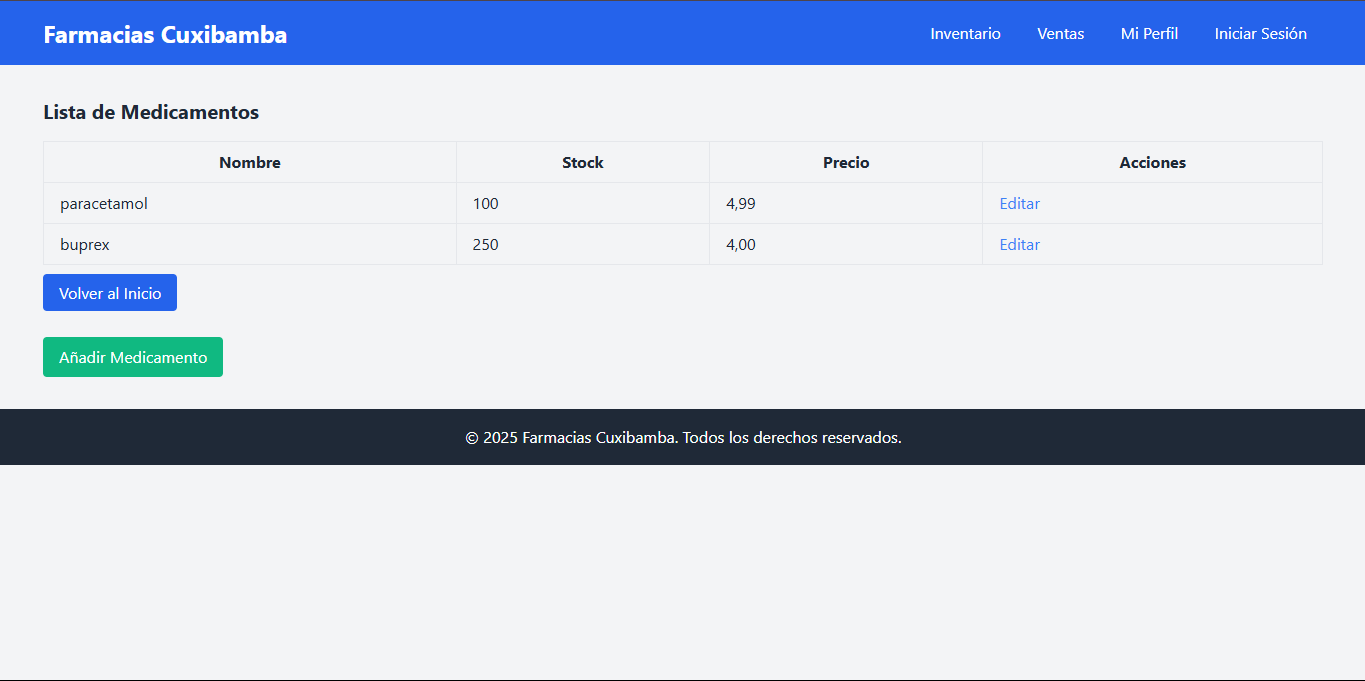 Farmacias Cuxibamba Inventario Ventas Mi Perfil Iniciar Sesión
Lista de Medicamentos
Nombre Stock Precio Acciones
paracetamol 100 4,99 Editar
buprex 250 4,00 Editar
Volver al Inicio
Añadir Medicamento
© 2025 Farmacias Cuxibamba. Todos los derechos reservados.